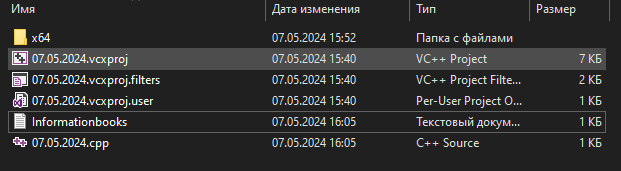 Имя Дата изменения Тип Размер
x64 07.05.2024 15:52 Папка с файлами
07.05.2024.vcxproj 07.05.2024 15:40 VC++ Project 7 КБ
07.05.2024.vcxproj.filters 07.05.2024 15:40 VC++ Project Filte... 2 КБ
07.05.2024.vcxproj.user 07.05.2024 15:40 Per-User Project O... 1 КБ
Informationbooks 07.05.2024 16:05 Текстовый докум... 1 КБ
07.05.2024.cpp 07.05.2024 16:05 C++ Source 1 КБ